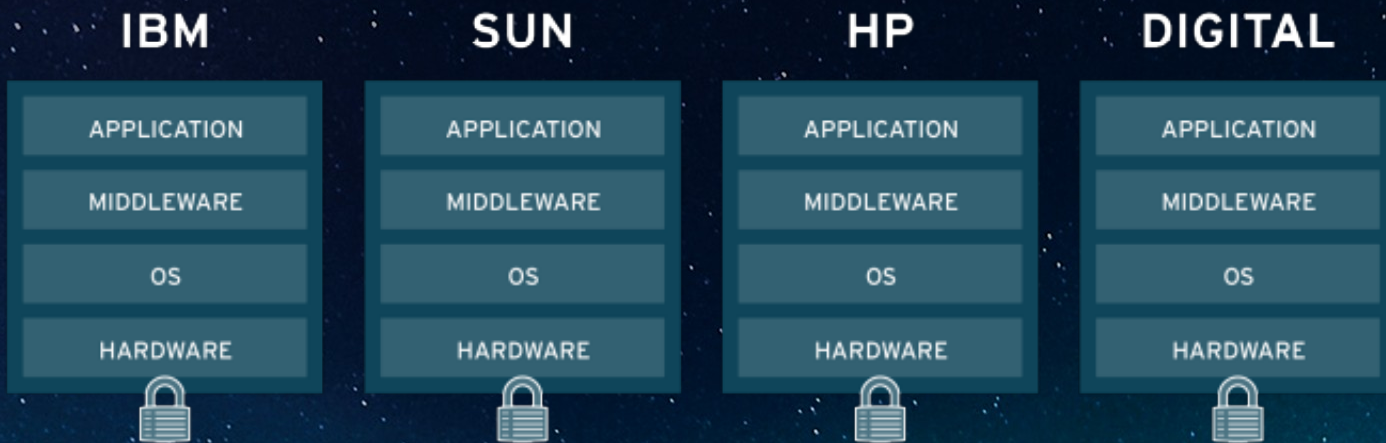 IBM
SUN
HP
DIGITAL
APPLICATION
MIDDLEWARE
OS
HARDWARE
APPLICATION
MIDDLEWARE
OS
HARDWARE
APPLICATION
MIDDLEWARE
OS
HARDWARE
APPLICATION
MIDDLEWARE
OS
HARDWARE